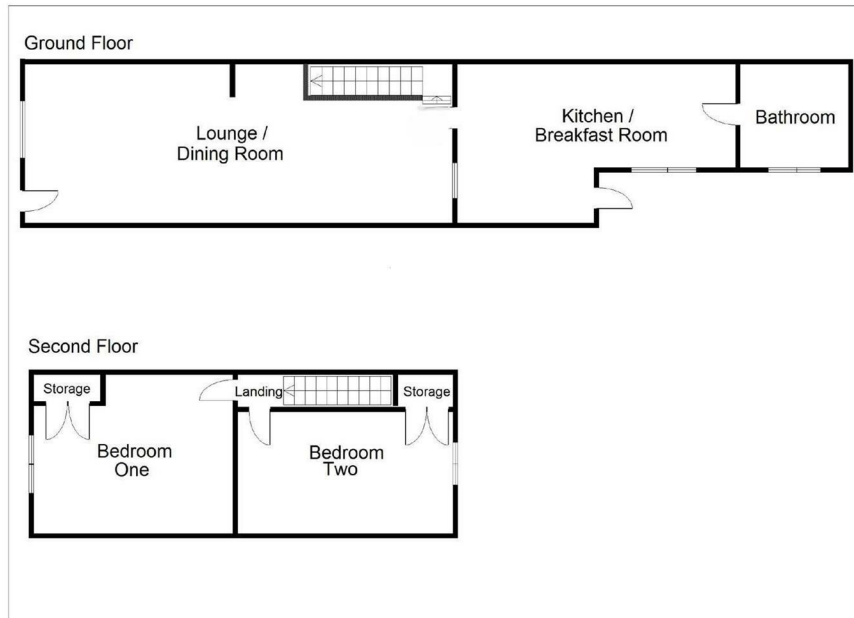 Ground Floor
Lounge /
Dining Room
Kitchen /
Breakfast Room
Bathroom
Second Floor
Storage
Landing
Storage
Bedroom
One
Bedroom
Two